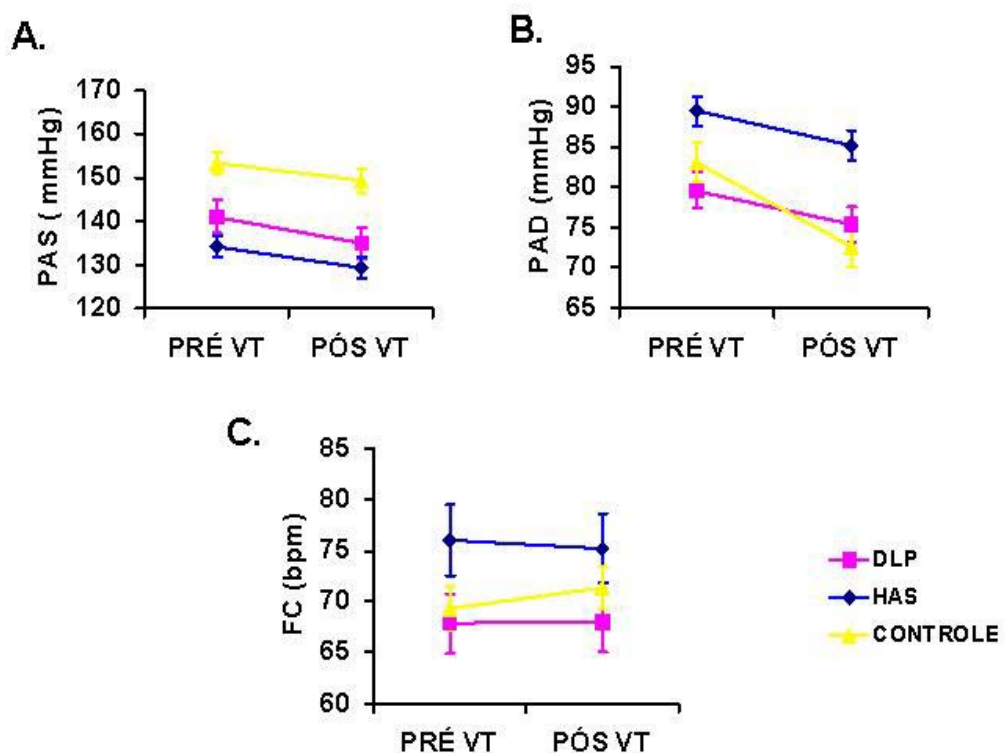 A.
PAS ( mmHg)
170
160
150
140
130
120
PRÉ VT PÓS VT
B.
PAD (mmHg)
95
90
85
80
75
70
65
PRÉ VT PÓS VT
C.
FC (bpm)
85
80
75
70
65
60
PRÉ VT PÓS VT
DLP
HAS
CONTROLE